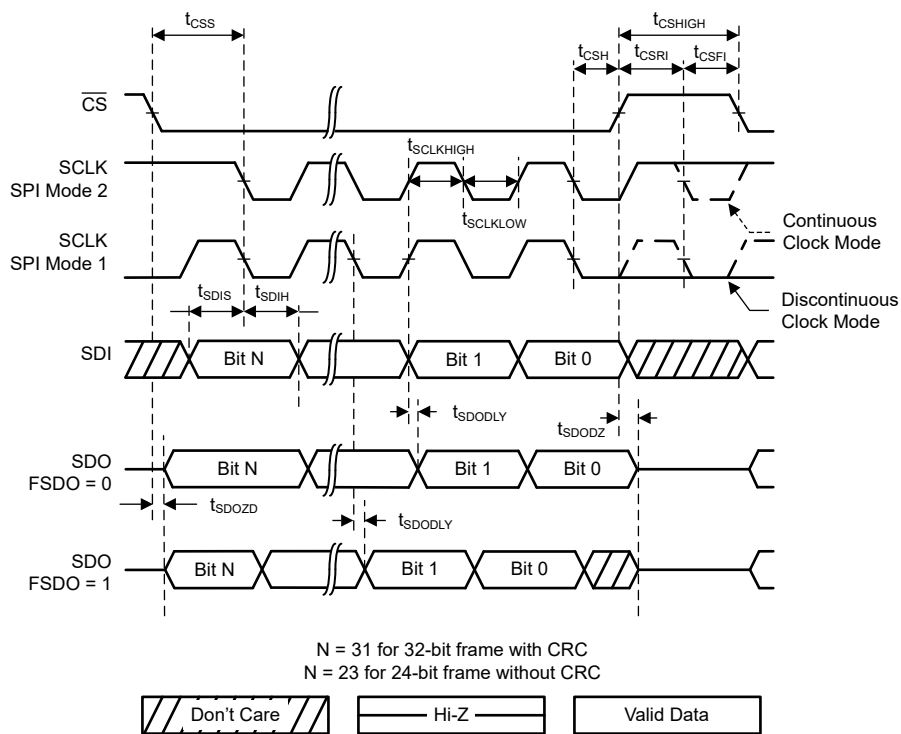 tCSS
tCSHIGH
tCSH
tCSRI
tCSFI
CS
SCLK
SPI Mode 2
tSCLKHIGH
tSCLKLOW
Continuous
Clock Mode
SCLK
SPI Mode 1
Discontinuous
Clock Mode
tSDIS
tSDIH
SDI
Bit N
Bit 1
Bit 0
tSDODLY
tSDODZ
SDO
FSDO = 0
Bit N
Bit 1
Bit 0
tSDOZD
tSDODLY
SDO
FSDO = 1
Bit N
Bit 1
Bit 0
N = 31 for 32-bit frame with CRC
N = 23 for 24-bit frame without CRC
Don't Care
Hi-Z
Valid Data